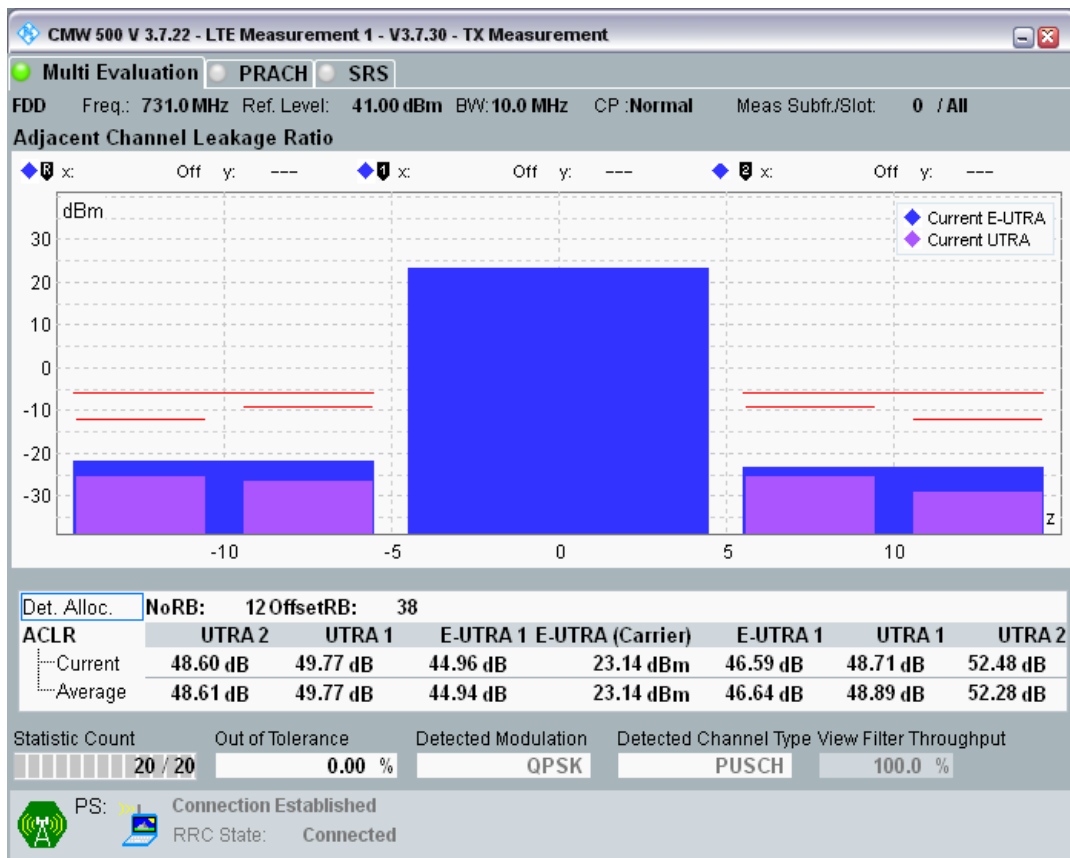 CMW 500 V 3.7.22 - LTE Measurement 1 - V3.7.30 - TX Measurement
Multi Evaluation PRACH SRS
FDD Freq.: 731.0 MHz Ref. Level: 41.00 dBm BW: 10.0 MHz CP :Normal Meas Subfr./Slot: 0 / All
Adjacent Channel Leakage Ratio
R x: Off y: --- 1 x: Off y: --- 2 x: Off y: ---
dBm
Current E-UTRA
Current UTRA
30
20
10
0
-10
-20
-30
z
-10 -5 0 5 10
Det. Alloc. NoRB: 12 OffsetRB: 38
ACLR UTRA 2 UTRA 1 E-UTRA 1 E-UTRA (Carrier) E-UTRA 1 UTRA 1 UTRA 2
Current 48.60 dB 49.77 dB 44.96 dB 23.14 dBm 46.59 dB 48.71 dB 52.48 dB
Average 48.61 dB 49.77 dB 44.94 dB 23.14 dBm 46.64 dB 48.89 dB 52.28 dB
Statistic Count Out of Tolerance Detected Modulation Detected Channel Type View Filter Throughput
20 / 20 0.00 % QPSK PUSCH 100.0 %
PS: Connection Established
RRC State: Connected